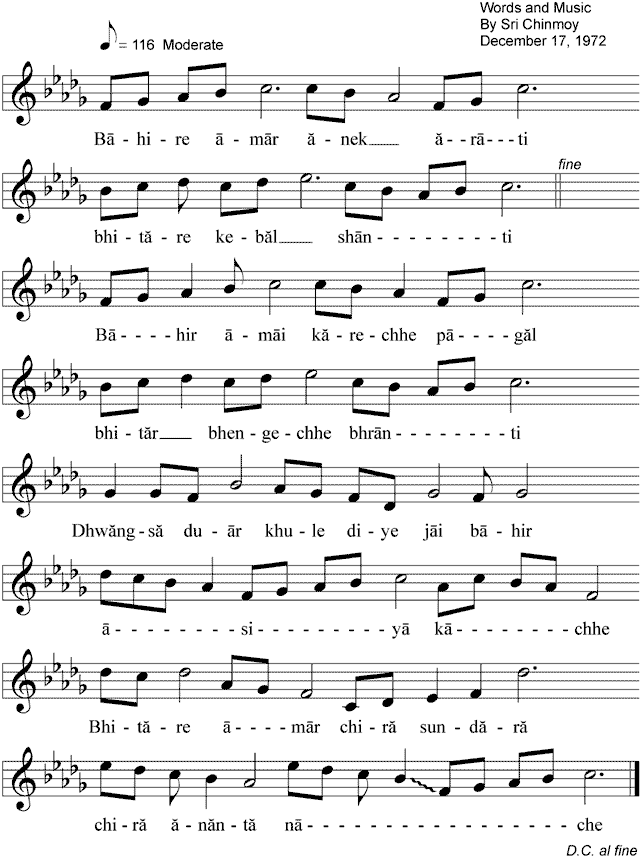 Words and Music
By Sri Chinmoy
December 17, 1972
= 116 Moderate
Bā - hi - re ā - mār ă - nek____ ă - - rā - - ti
fine
bhi - tă - re ke - băl____ shān - - - - - - - ti
Bā - - - - hir ā - māi kă - re - chhe pā - - - - găl
bhi - tăr____ bhen - ge - chhe bhrān - - - - - - - - ti
Dhwăng - să du - ār khu - le di - ye jāi bā - hir
ā - - - - - - - - si - - - - - - - - yā kā - - - - - - - - chhe
Bhi - tă - re ā - - - - mār chi - ră sun - dă - ră
chi - ră ă - năn - tă nā - - - - - - - - - - - - - - - - - che
D.C. al fine